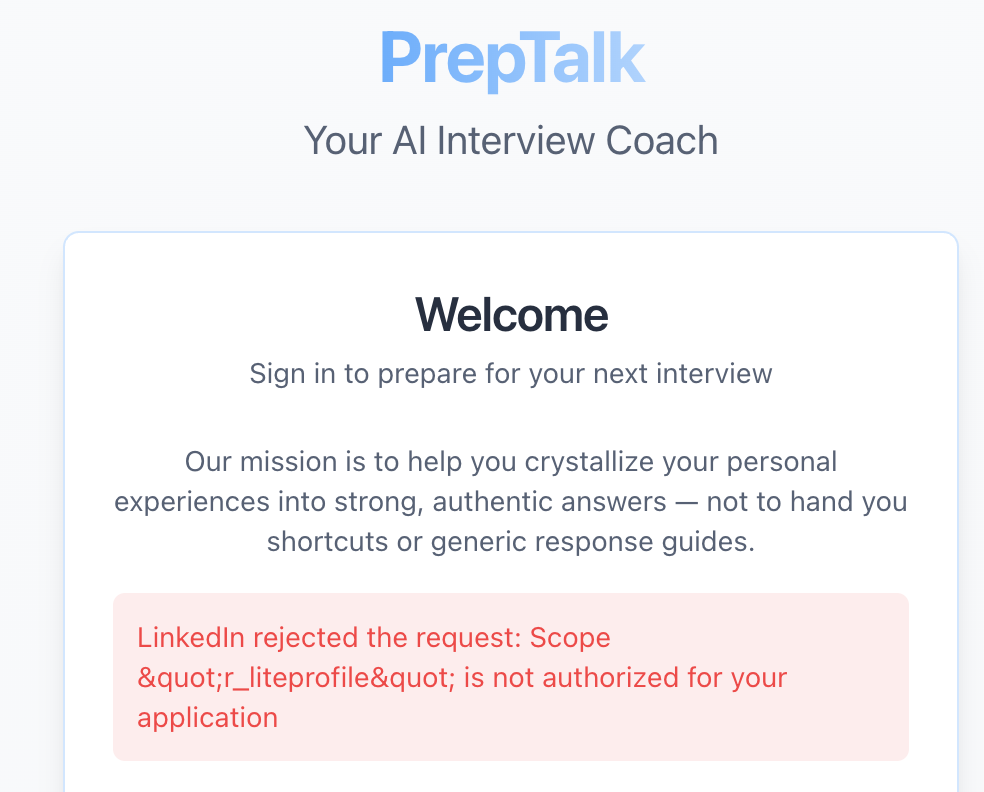 PrepTalk
Your AI Interview Coach
Welcome
Sign in to prepare for your next interview
Our mission is to help you crystallize your personal
experiences into strong, authentic answers — not to hand you
shortcuts or generic response guides.
LinkedIn rejected the request: Scope
&quot;r_liteprofile&quot; is not authorized for your
application